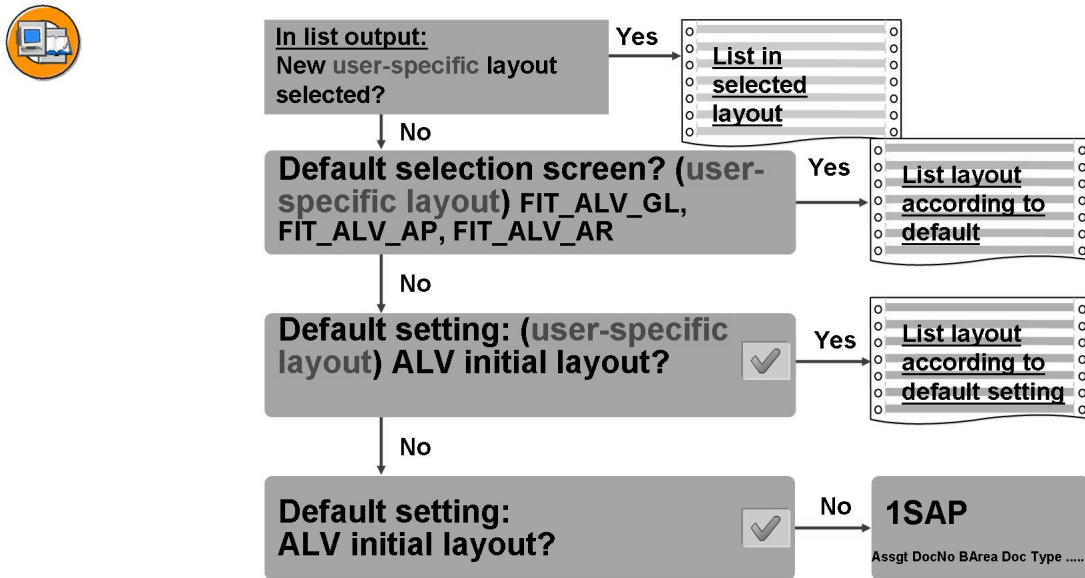 In list output:
New user-specific layout
selected?
Yes
List in
selected
layout
No
Default selection screen? (user-
specific layout) FIT_ALV_GL,
FIT_ALV_AP, FIT_ALV_AR
Yes
List layout
according to
default
No
Default setting: (user-specific
layout) ALV initial layout?
Yes
List layout
according to
default setting
No
Default setting:
ALV initial layout?
No
1SAP
Assgt DocNo BArea Doc Type .....